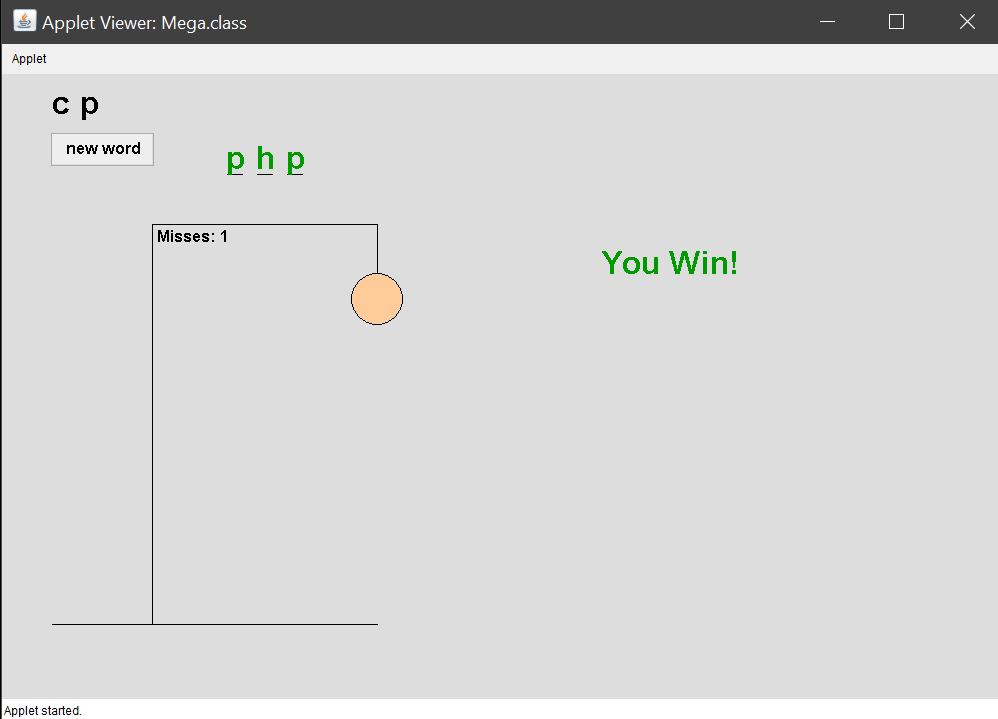 Applet Viewer: Mega.class
Applet
c p
new word
p h p
Misses: 1
You Win!
Applet started.